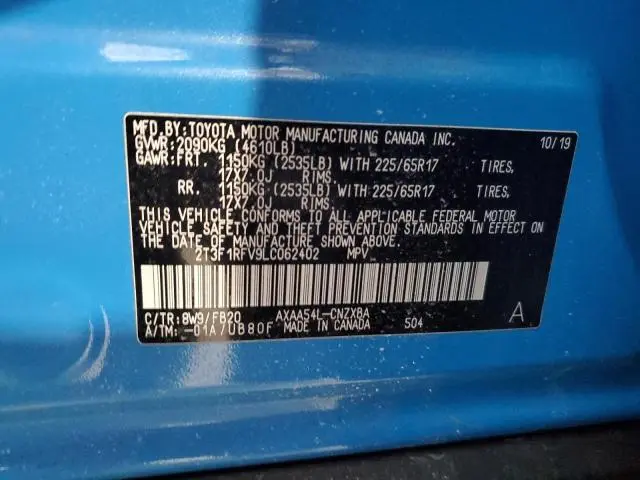 MFD.BY:TOYOTA MOTOR MANUFACTURING CANADA INC.
GVWR:2090KG (4610LB) 10/19
GAWR:FRT. 1150KG (2535LB) WITH 225/65R17 TIRES,
17X7.0J RIMS.
RR. 1150KG (2535LB) WITH 225/65R17 TIRES,
17X7.0J RIMS.
THIS VEHICLE CONFORMS TO ALL APPLICABLE FEDERAL MOTOR
VEHICLE SAFETY AND THEFT PREVENTION STANDARDS IN EFFECT
ON THE DATE OF MANUFACTURE SHOWN ABOVE.
2T3F1RFV9LC062402 MPV
C/TR:8W9/FB20 AXAA54L-CNZXBA A
A/TM:-01A/UB80F MADE IN CANADA 504